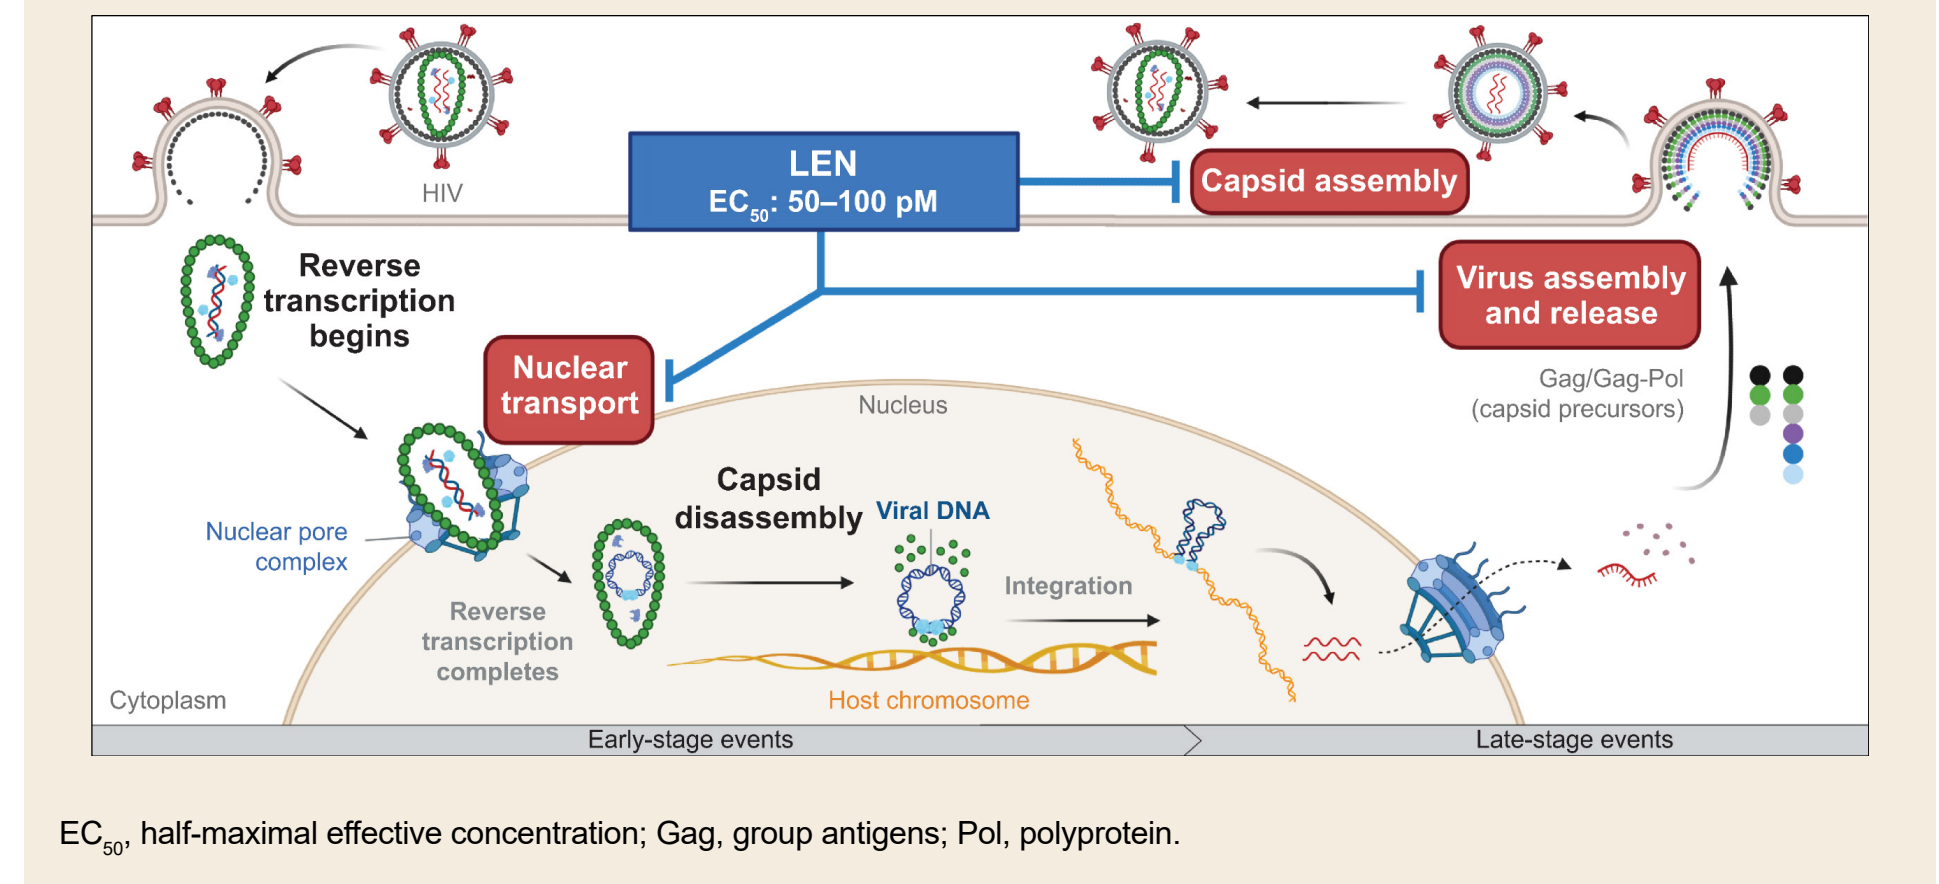 HIV
LEN
EC50: 50–100 pM
Capsid assembly
Reverse
transcription
begins
Virus assembly
and release
Nuclear
transport
Gag/Gag-Pol
(capsid precursors)
Nucleus
Capsid
disassembly
Viral DNA
Nuclear pore
complex
Integration
Reverse
transcription
completes
Host chromosome
Cytoplasm
Early-stage events
Late-stage events
EC50, half-maximal effective concentration; Gag, group antigens; Pol, polyprotein.